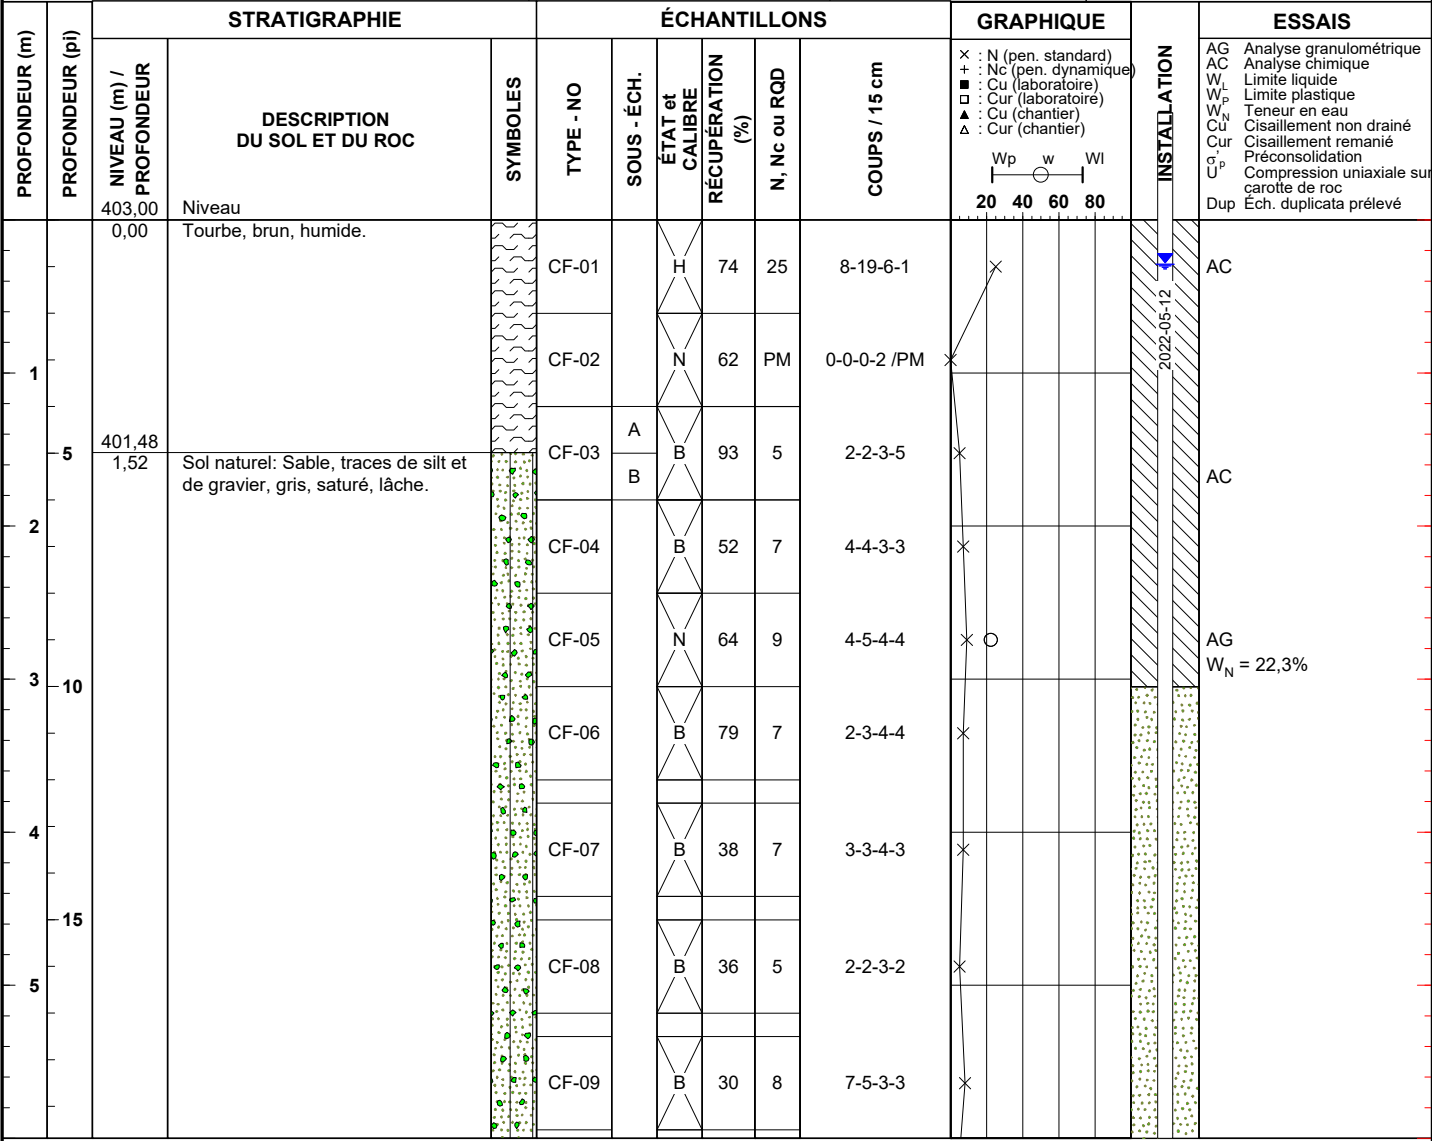 STRATIGRAPHIE
ÉCHANTILLONS
GRAPHIQUE
ESSAIS
PROFONDEUR (m)
PROFONDEUR (pi)
NIVEAU (m) /
PROFONDEUR
DESCRIPTION
DU SOL ET DU ROC
SYMBOLES
TYPE - NO
SOUS - ÉCH.
ÉTAT et
CALIBRE
RÉCUPÉRATION
(%)
N, Nc ou RQD
COUPS / 15 cm
× : N (pen. standard)
+ : Nc (pen. dynamique)
■ : Cu (laboratoire)
□ : Cur (laboratoire)
▲ : Cu (chantier)
△ : Cur (chantier)
Wp w Wl
20 40 60 80
INSTALLATION
AG Analyse granulométrique
AC Analyse chimique
W_L Limite liquide
W_P Limite plastique
W_N Teneur en eau
Cu Cisaillement non drainé
Cur Cisaillement remanié
σ'_p Préconsolidation
U Compression uniaxiale sur
carotte de roc
Dup Éch. duplicata prélevé
403,00 Niveau
0,00 Tourbe, brun, humide.
CF-01 H 74 25 8-19-6-1 AC
2022-05-12
CF-02 N 62 PM 0-0-0-2 /PM
1
A
401,48
5 CF-03 B 93 5 2-2-3-5
1,52 Sol naturel: Sable, traces de silt et
de gravier, gris, saturé, lâche.
B AC
2
CF-04 B 52 7 4-4-3-3
CF-05 N 64 9 4-5-4-4 AG
W_N = 22,3%
3
10
CF-06 B 79 7 2-3-4-4
4
CF-07 B 38 7 3-3-4-3
15
CF-08 B 36 5 2-2-3-2
5
CF-09 B 30 8 7-5-3-3